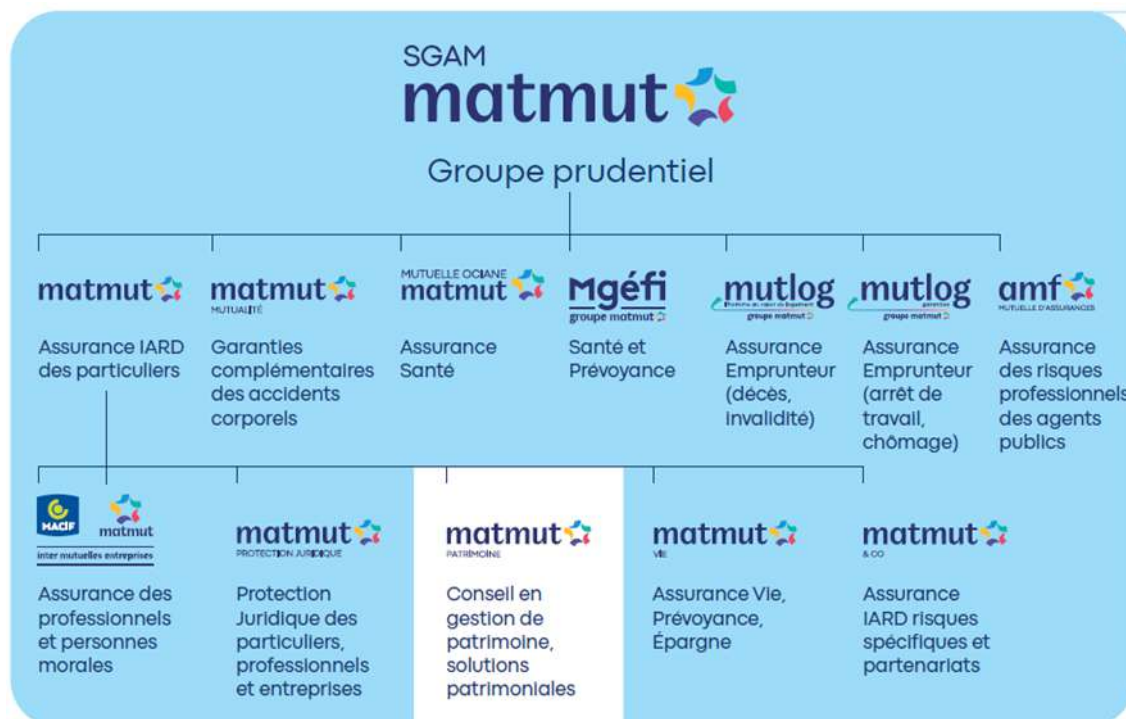 SGAM
matmut
Groupe prudentiel
matmut
Assurance IARD
des particuliers
matmut
MUTUALITÉ
Garanties
complémentaires
des accidents
corporels
MUTUELLE OCIANE
matmut
Assurance
Santé
Mgéfi
groupe matmut
Santé et
Prévoyance
mutlog
groupe matmut
Assurance
Emprunteur
(décès,
invalidité)
mutlog
garanties
groupe matmut
Assurance
Emprunteur
(arrêt de
travail,
chômage)
amf
MUTUELLE D'ASSURANCES
Assurance
des risques
professionnels
des agents
publics
MACIF
matmut
inter mutuelles entreprises
Assurance des
professionnels
et personnes
morales
matmut
PROTECTION JURIDIQUE
Protection
Juridique des
particuliers,
professionnels
et entreprises
matmut
PATRIMOINE
Conseil en
gestion de
patrimoine,
solutions
patrimoniales
matmut
VIE
Assurance Vie,
Prévoyance,
Épargne
matmut
& CO
Assurance
IARD risques
spécifiques et
partenariats